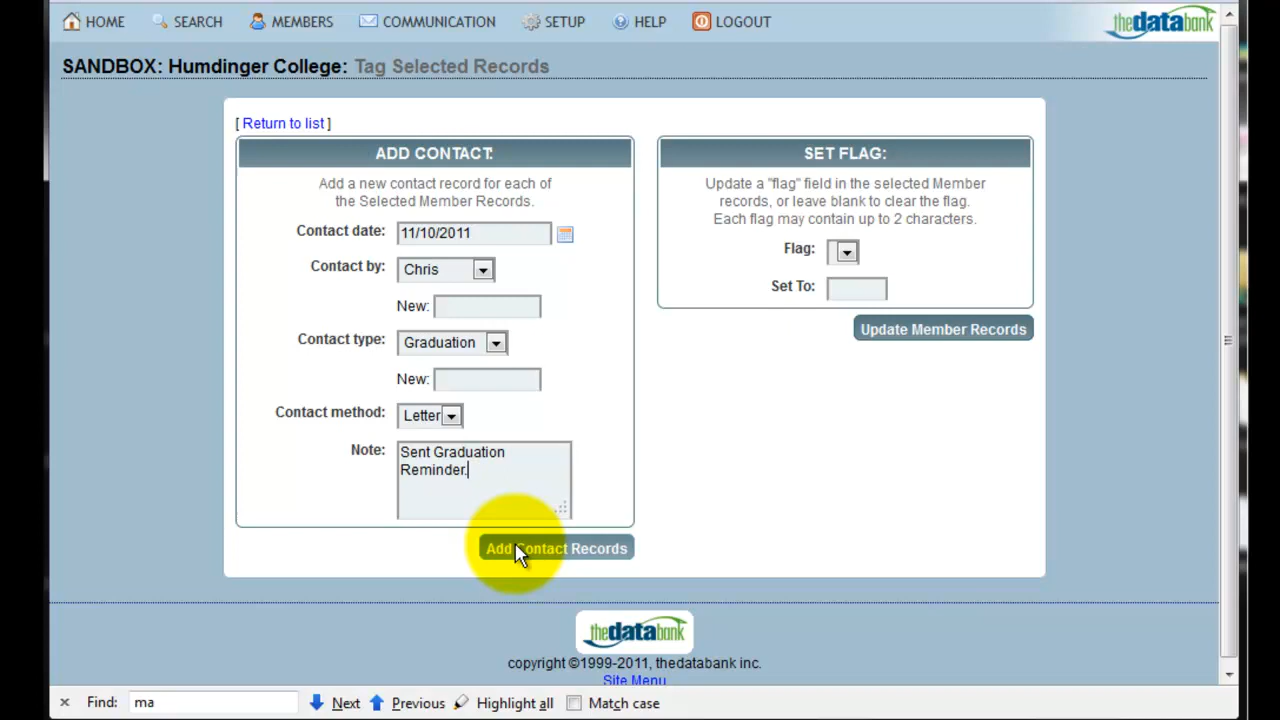 HOME SEARCH MEMBERS COMMUNICATION SETUP HELP LOGOUT
thedatabank
SANDBOX: Humdinger College: Tag Selected Records
[ Return to list ]
ADD CONTACT:
Add a new contact record for each of
the Selected Member Records.
Contact date: 11/10/2011
Contact by: Chris
New:
Contact type: Graduation
New:
Contact method: Letter
Note: Sent Graduation
Reminder.
Add Contact Records
SET FLAG:
Update a "flag" field in the selected Member
records, or leave blank to clear the flag.
Each flag may contain up to 2 characters.
Flag:
Set To:
Update Member Records
thedatabank
copyright ©1999-2011, thedatabank inc.
Site Menu
Find: ma Next Previous Highlight all Match case